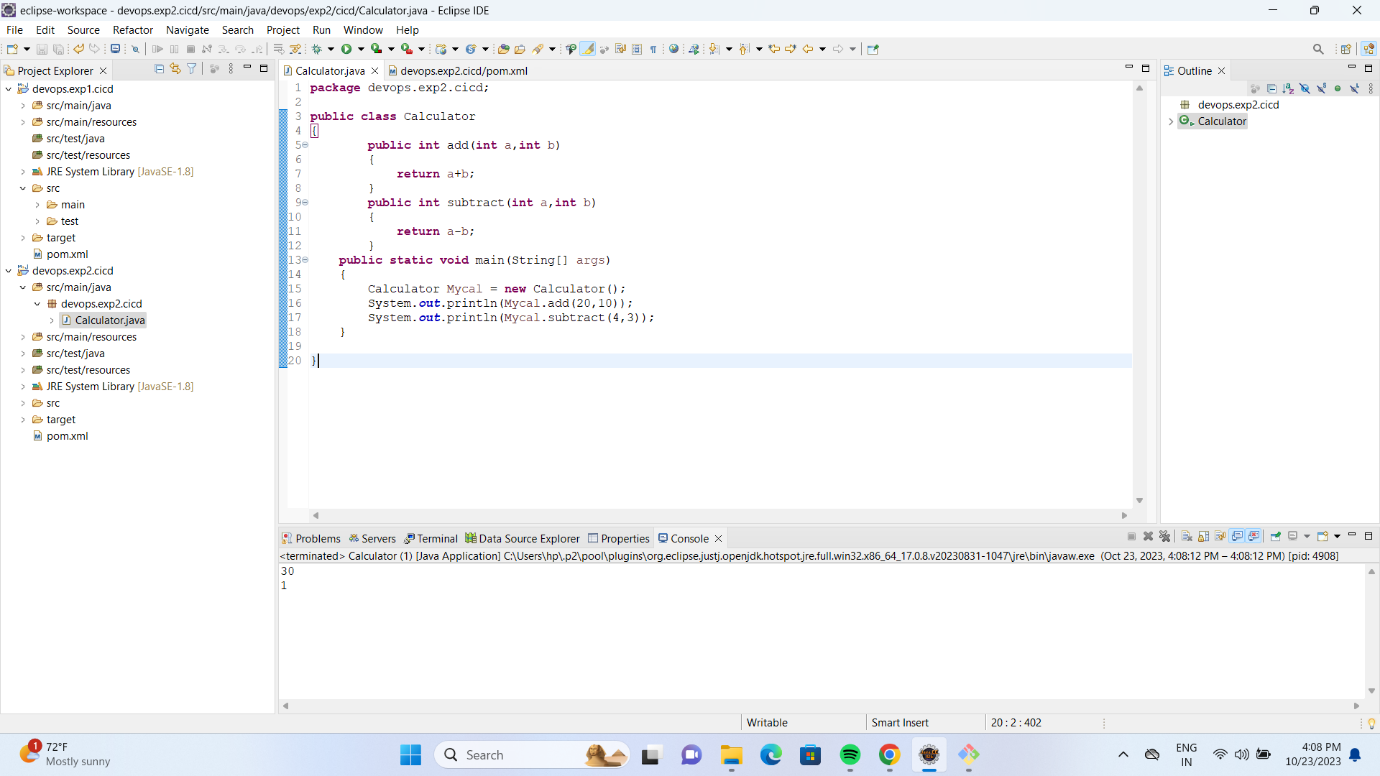 eclipse-workspace - devops.exp2.cicd/src/main/java/devops/exp2/cicd/Calculator.java - Eclipse IDE
File Edit Source Refactor Navigate Search Project Run Window Help
Project Explorer
devops.exp1.cicd
src/main/java
src/main/resources
src/test/java
src/test/resources
JRE System Library [JavaSE-1.8]
src
main
test
target
pom.xml
devops.exp2.cicd
src/main/java
devops.exp2.cicd
Calculator.java
src/main/resources
src/test/java
src/test/resources
JRE System Library [JavaSE-1.8]
src
target
pom.xml
Calculator.java devops.exp2.cicd/pom.xml
1 package devops.exp2.cicd;
2
3 public class Calculator
4 {
5 public int add(int a,int b)
6 {
7 return a+b;
8 }
9 public int subtract(int a,int b)
10 {
11 return a-b;
12 }
13 public static void main(String[] args)
14 {
15 Calculator Mycal = new Calculator();
16 System.out.println(Mycal.add(20,10));
17 System.out.println(Mycal.subtract(4,3));
18 }
19
20 }
Outline
devops.exp2.cicd
Calculator
Problems Servers Terminal Data Source Explorer Properties Console
<terminated> Calculator (1) [Java Application] C:\Users\hp\.p2\pool\plugins\org.eclipse.justj.openjdk.hotspot.jre.full.win32.x86_64_17.0.8.v20230831-1047\jre\bin\javaw.exe (Oct 23, 2023, 4:08:12 PM – 4:08:12 PM) [pid: 4908]
30
1
Writable Smart Insert 20 : 2 : 402
1
72°F
Mostly sunny
Search
ENG
IN
4:08 PM
10/23/2023